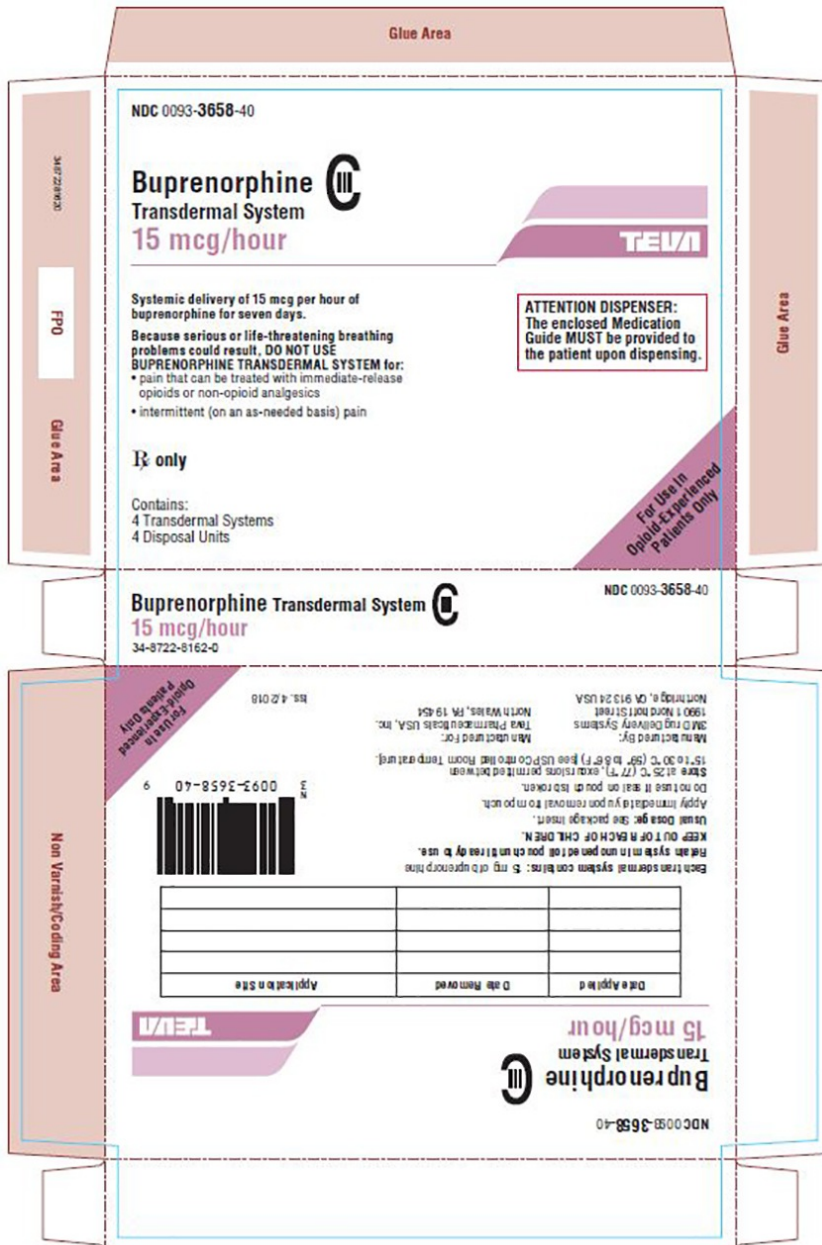 Glue Area
NDC 0093-3658-40
Buprenorphine CIII
Transdermal System
15 mcg/hour
TEVA
Systemic delivery of 15 mcg per hour of
buprenorphine for seven days.
Because serious or life-threatening breathing
problems could result, DO NOT USE
BUPRENORPHINE TRANSDERMAL SYSTEM for:
• pain that can be treated with immediate-release
opioids or non-opioid analgesics
• intermittent (on an as-needed basis) pain
ATTENTION DISPENSER:
The enclosed Medication
Guide MUST be provided to
the patient upon dispensing.
Rx only
Contains:
4 Transdermal Systems
4 Disposal Units
For Use In
Opioid-Experienced
Patients Only
FPO
Glue Area
Glue Area
Buprenorphine Transdermal System CIII
15 mcg/hour
34-8722-8162-0
NDC 0093-3658-40
Non Varnish/Coding Area
NDC 0093-3658-40
Buprenorphine CIII
Transdermal System
15 mcg/hour
TEVA
Date Applied
Date Removed
Application Site
Each transdermal system contains: 15 mg of buprenorphine
Retain system in unopened foil pouch until ready to use.
KEEP OUT OF REACH OF CHILDREN.
Usual Dosage: See package insert.
Apply immediately upon removal from pouch.
Do not use if seal on pouch is broken.
Store at 25°C (77°F), excursions permitted between
15° to 30°C (59° to 86°F) [see USP Controlled Room Temperature].
Manufactured By:
3M Drug Delivery Systems
19901 Nordhoff Street
Northridge, CA 91324 USA
Manufactured For:
Teva Pharmaceuticals USA, Inc.
North Wales, PA 19454
Iss. 4/2018
N3 0093-3658-40 9
For Use In
Opioid-Experienced
Patients Only